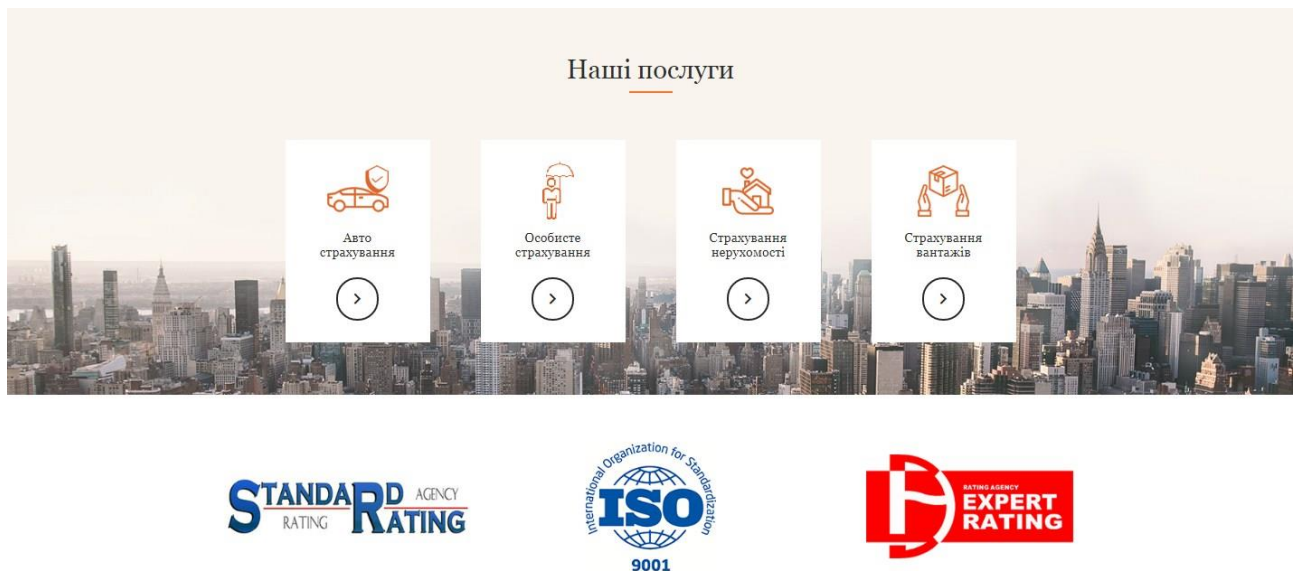 Наші послуги
Авто
страхування
Особисте
страхування
Страхування
нерухомості
Страхування
вантажів
STANDARD AGENCY
RATING RATING
International Organization for Standardization
ISO
9001
RATING AGENCY
EXPERT
RATING